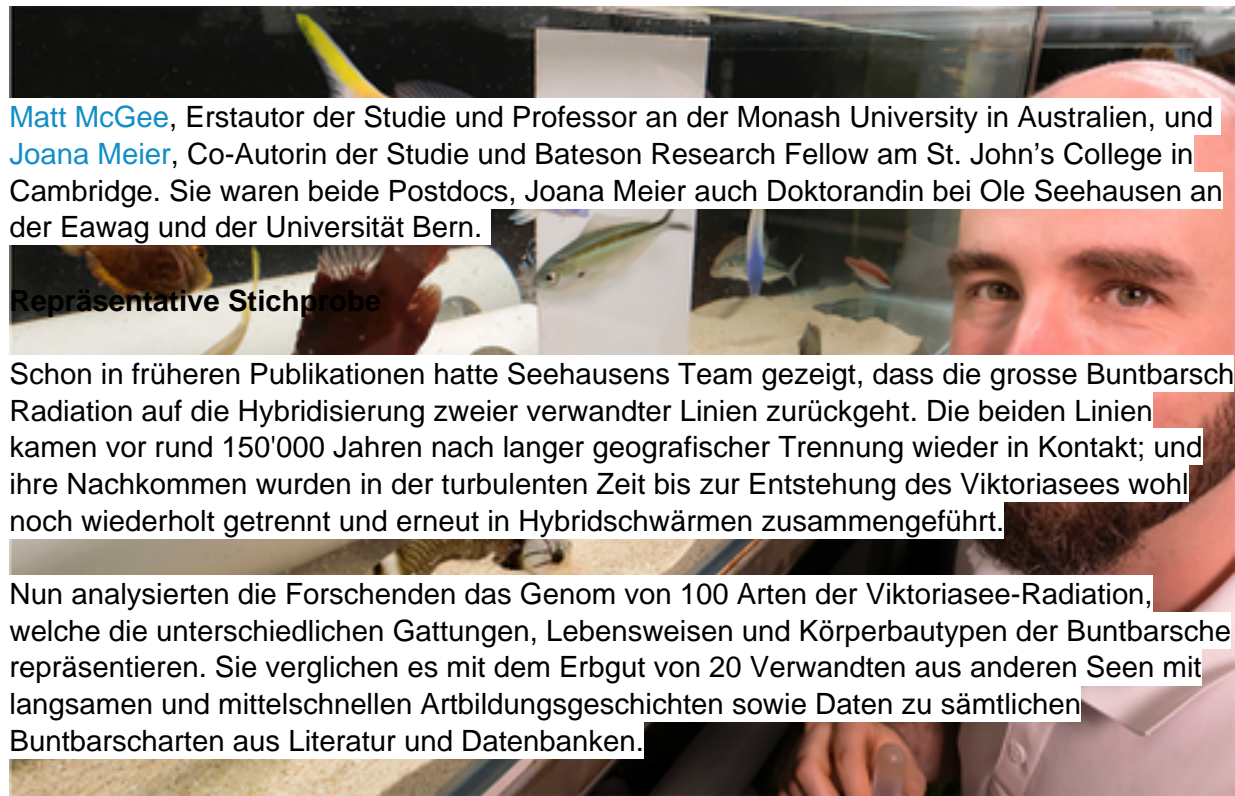 Matt McGee, Erstautor der Studie und Professor an der Monash University in Australien, und
Joana Meier, Co-Autorin der Studie und Bateson Research Fellow am St. John’s College in
Cambridge. Sie waren beide Postdocs, Joana Meier auch Doktorandin bei Ole Seehausen an
der Eawag und der Universität Bern.
Repräsentative Stichprobe
Schon in früheren Publikationen hatte Seehausens Team gezeigt, dass die grosse Buntbarsch
Radiation auf die Hybridisierung zweier verwandter Linien zurückgeht. Die beiden Linien
kamen vor rund 150'000 Jahren nach langer geografischer Trennung wieder in Kontakt; und
ihre Nachkommen wurden in der turbulenten Zeit bis zur Entstehung des Viktoriasees wohl
noch wiederholt getrennt und erneut in Hybridschwärmen zusammengeführt.
Nun analysierten die Forschenden das Genom von 100 Arten der Viktoriasee-Radiation,
welche die unterschiedlichen Gattungen, Lebensweisen und Körperbautypen der Buntbarsche
repräsentieren. Sie verglichen es mit dem Erbgut von 20 Verwandten aus anderen Seen mit
langsamen und mittelschnellen Artbildungsgeschichten sowie Daten zu sämtlichen
Buntbarscharten aus Literatur und Datenbanken.